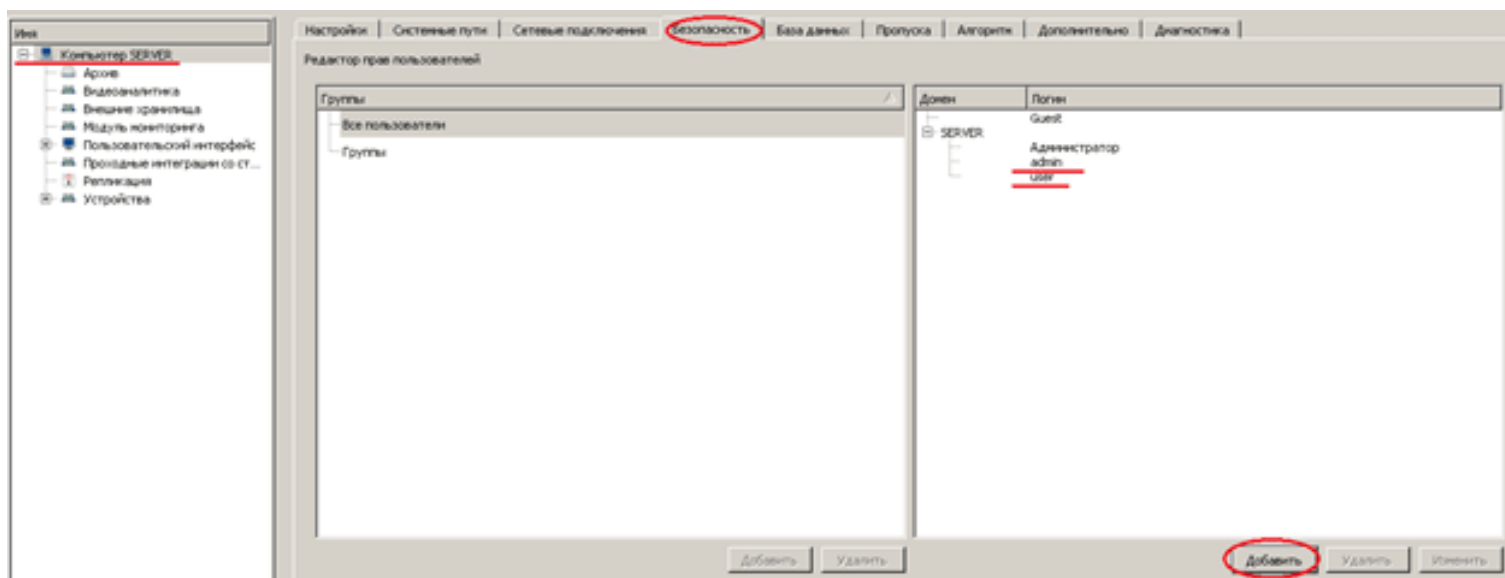 Имя
Компьютер SERVER
Архив
Видеоаналитика
Внешние хранилища
Модуль мониторинга
Пользовательский интерфейс
Проходные интеграции со ст...
Репликация
Устройства
Настройки Системные пути Сетевые подключения Безопасность База данных Пропуска Алгоритм Дополнительно Диагностика
Редактор прав пользователей
Группы
Все пользователи
Группы
Добавить Удалить
Домен Логин
Guest
SERVER
Администратор
admin
user
Добавить Удалить Изменить